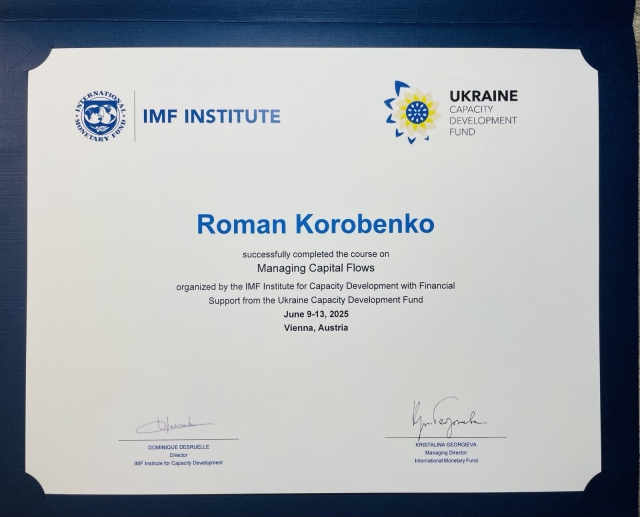 INTERNATIONAL MONETARY FUND
IMF INSTITUTE
UKRAINE
CAPACITY
DEVELOPMENT
FUND
Roman Korobenko
successfully completed the course on
Managing Capital Flows
organized by the IMF Institute for Capacity Development with Financial
Support from the Ukraine Capacity Development Fund
June 9-13, 2025
Vienna, Austria
DOMINIQUE DESRUELLE
Director
IMF Institute for Capacity Development
KRISTALINA GEORGIEVA
Managing Director
International Monetary Fund